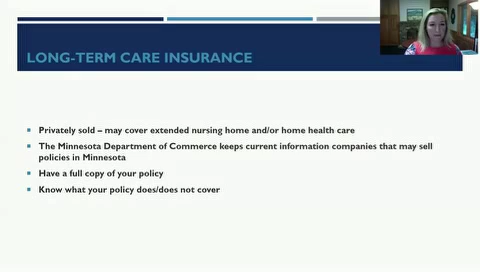 LONG-TERM CARE INSURANCE
Privately sold – may cover extended nursing home and/or home health care
The Minnesota Department of Commerce keeps current information companies that may sell
policies in Minnesota
Have a full copy of your policy
Know what your policy does/does not cover